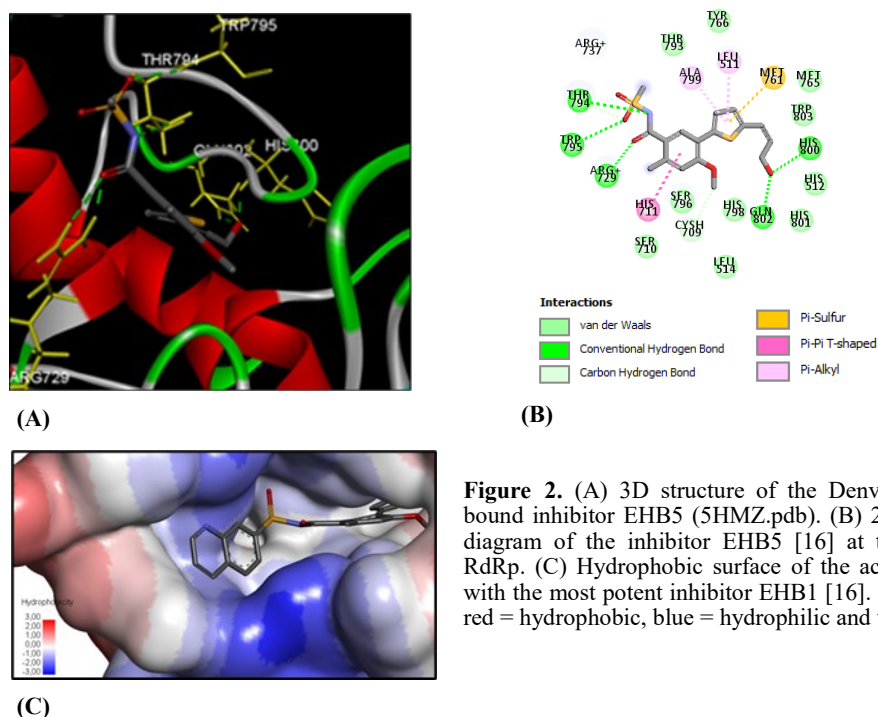 TRP795
THR794
GLN802 HIS800
ARG729
(A)
TYR
766
ARG+
737
THR
793
LEU
511
ALA
799
MET
761
MET
765
THR
794
TRP
803
TRP
795
HIS
800
ARG+
729
HIS
512
SER
796
HIS
711
HIS
798
GLN
802
HIS
801
CYSH
709
SER
710
LEU
514
Interactions
van der Waals
Conventional Hydrogen Bond
Carbon Hydrogen Bond
Pi-Sulfur
Pi-Pi T-shaped
Pi-Alkyl
(B)
Hydrophobicity
3,00
2,00
1,00
0,00
-1,00
-2,00
-3,00
(C)
Figure 2. (A) 3D structure of the Denv
bound inhibitor EHB5 (5HMZ.pdb). (B) 2
diagram of the inhibitor EHB5 [16] at t
RdRp. (C) Hydrophobic surface of the ac
with the most potent inhibitor EHB1 [16].
red = hydrophobic, blue = hydrophilic and